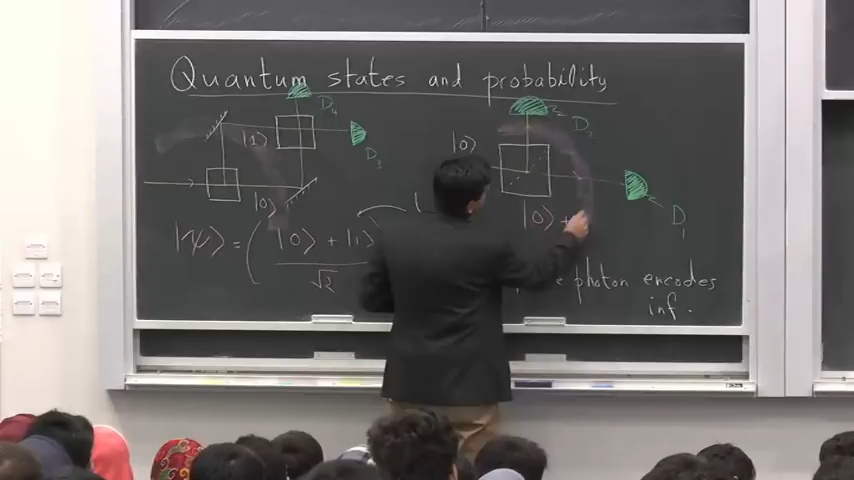 Quantum states and probability
D4
|1⟩
D3
|0⟩
|0⟩
D2
|0⟩ +
D1
|ψ⟩ = ( |0⟩ + |1⟩
√2
photon encodes
inf.